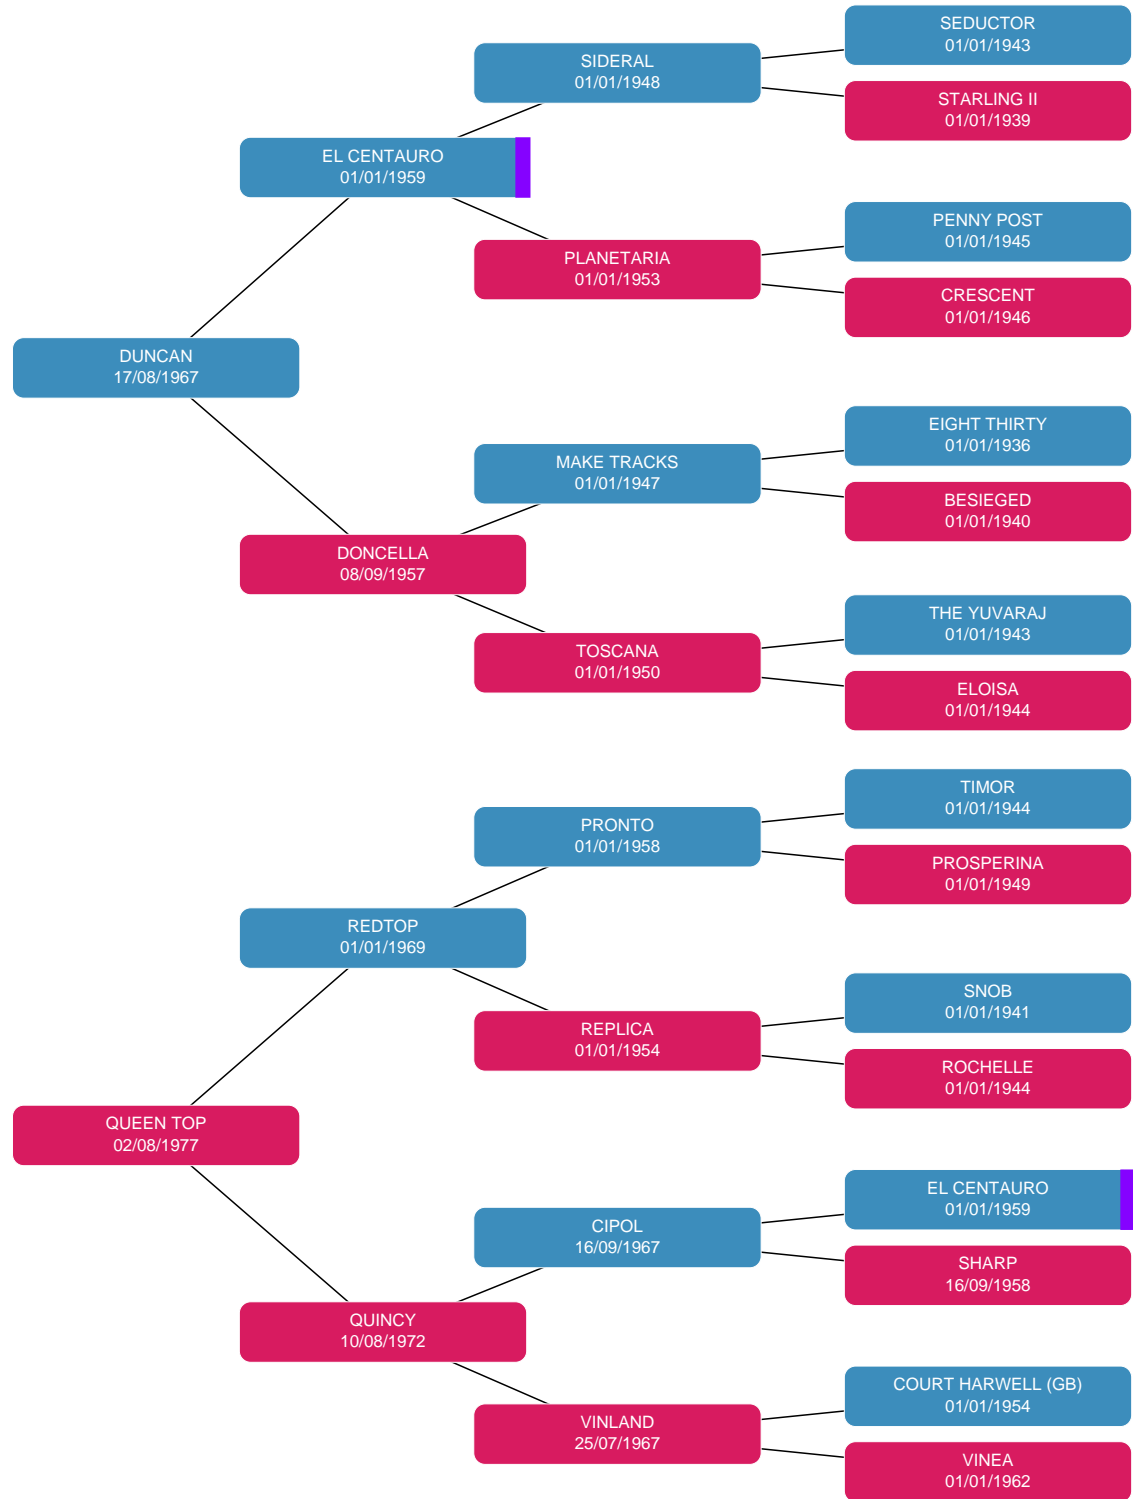 SEDUCTOR
01/01/1943
SIDERAL
01/01/1948
STARLING II
01/01/1939
EL CENTAURO
01/01/1959
PENNY POST
01/01/1945
PLANETARIA
01/01/1953
CRESCENT
01/01/1946
DUNCAN
17/08/1967
EIGHT THIRTY
01/01/1936
MAKE TRACKS
01/01/1947
BESIEGED
01/01/1940
DONCELLA
08/09/1957
THE YUVARAJ
01/01/1943
TOSCANA
01/01/1950
ELOISA
01/01/1944
TIMOR
01/01/1944
PRONTO
01/01/1958
PROSPERINA
01/01/1949
REDTOP
01/01/1969
SNOB
01/01/1941
REPLICA
01/01/1954
ROCHELLE
01/01/1944
QUEEN TOP
02/08/1977
EL CENTAURO
01/01/1959
CIPOL
16/09/1967
SHARP
16/09/1958
QUINCY
10/08/1972
COURT HARWELL (GB)
01/01/1954
VINLAND
25/07/1967
VINEA
01/01/1962